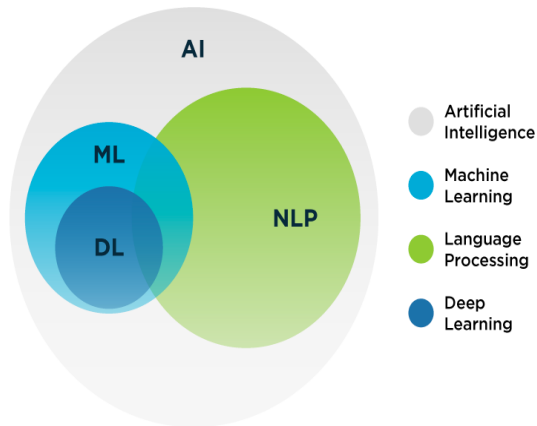 AI
ML
DL
NLP
Artificial
Intelligence
Machine
Learning
Language
Processing
Deep
Learning